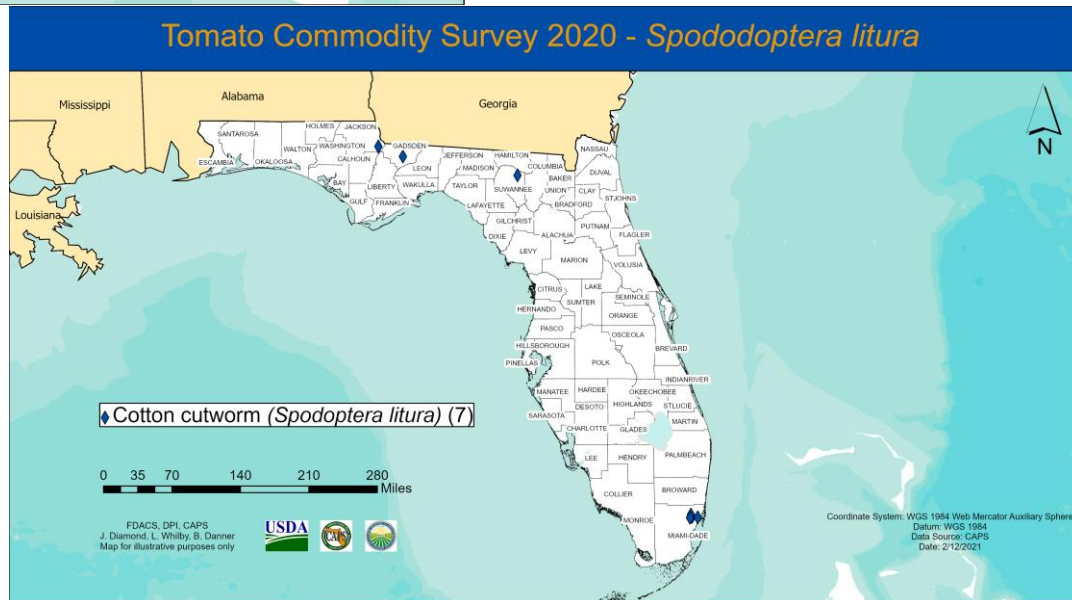 Tomato Commodity Survey 2020 - Spododoptera litura
Mississippi
Alabama
Georgia
Louisiana
N
HOLMES
JACKSON
SANTAROSA
WALTON
WASHINGTON
GADSDEN
ESCAMBIA
OKALOOSA
CALHOUN
LEON
JEFFERSON
HAMILTON
MADISON
COLUMBIA
NASSAU
BAKER
DUVAL
BAY
LIBERTY
WAKULLA
TAYLOR
SUWANNEE
UNION
CLAY
GULF
FRANKLIN
LAFAYETTE
BRADFORD
STJOHNS
GILCHRIST
DIXIE
ALACHUA
PUTNAM
FLAGLER
LEVY
MARION
VOLUSIA
CITRUS
LAKE
SUMTER
SEMINOLE
HERNANDO
ORANGE
PASCO
OSCEOLA
HILLSBOROUGH
BREVARD
PINELLAS
POLK
INDIANRIVER
MANATEE
HARDEE
OKEECHOBEE
HIGHLANDS
STLUCIE
DESOTO
SARASOTA
MARTIN
CHARLOTTE
GLADES
LEE
HENDRY
PALMBEACH
COLLIER
BROWARD
MONROE
MIAMI-DADE
Cotton cutworm (Spodoptera litura) (7)
0 35 70 140 210 280
Miles
FDACS, DPI, CAPS
J. Diamond, L. Whilby, B. Danner
Map for illustrative purposes only
USDA
CAPS
Coordinate System: WGS 1984 Web Mercator Auxiliary Sphere
Datum: WGS 1984
Data Source: CAPS
Date: 2/12/2021